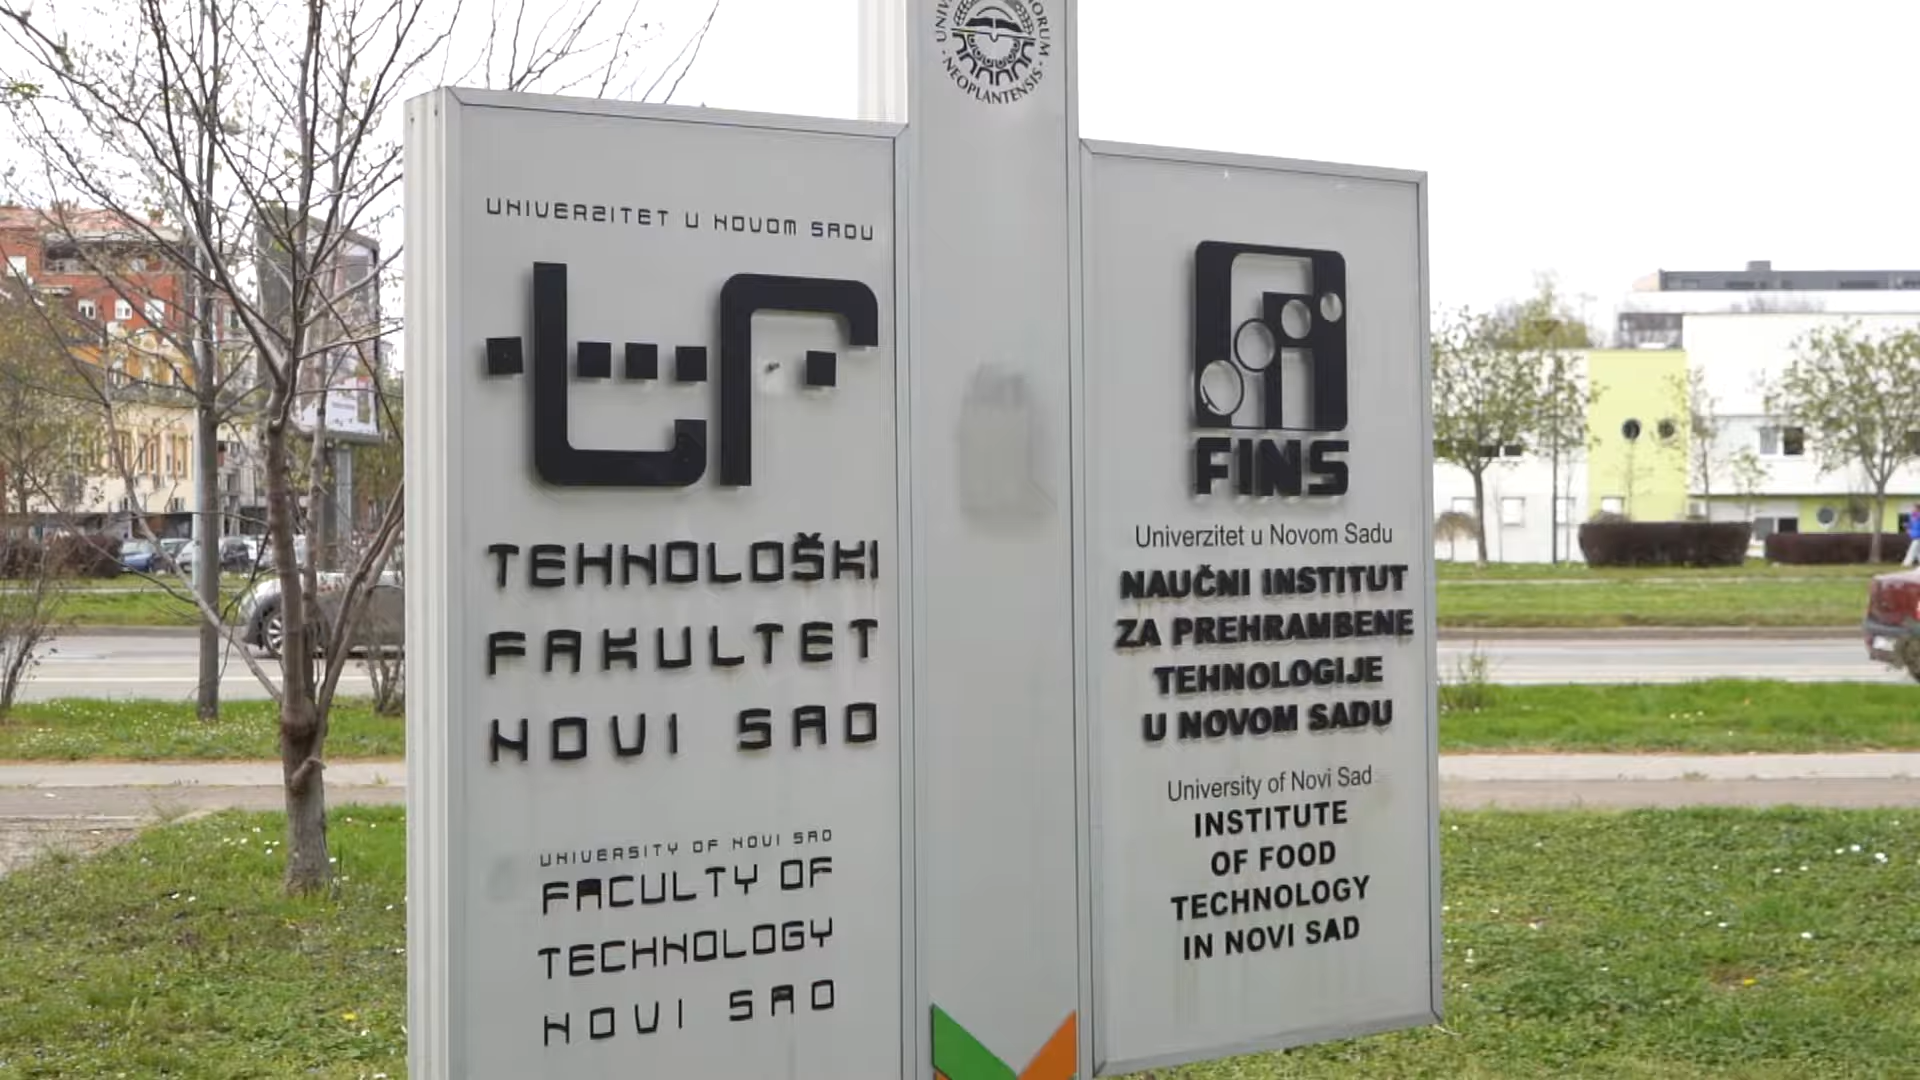 NEOPLANTENSIS
UNIVERZITET U NOVOM SADU
TEHNOLOŠKI
FAKULTET
NOVI SAD
UNIVERSITY OF NOVI SAD
FACULTY OF
TECHNOLOGY
NOVI SAD
FINS
Univerzitet u Novom Sadu
NAUČNI INSTITUT
ZA PREHRAMBENE
TEHNOLOGIJE
U NOVOM SADU
University of Novi Sad
INSTITUTE
OF FOOD
TECHNOLOGY
IN NOVI SAD